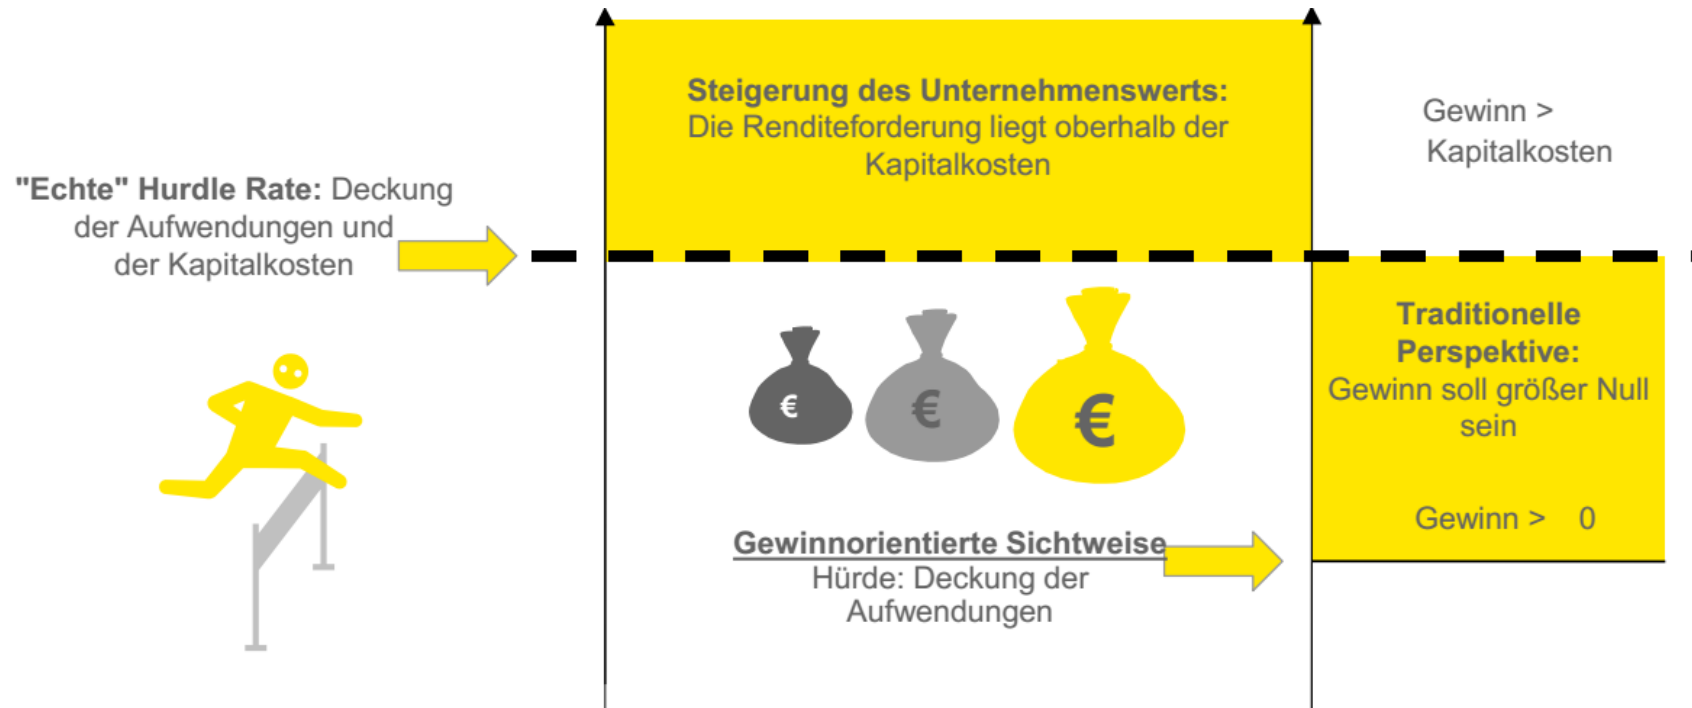 "Echte" Hurdle Rate: Deckung
der Aufwendungen und
der Kapitalkosten
Steigerung des Unternehmenswerts:
Die Renditeforderung liegt oberhalb der
Kapitalkosten
Gewinn >
Kapitalkosten
€
€
€
Gewinnorientierte Sichtweise
Hürde: Deckung der
Aufwendungen
Traditionelle
Perspektive:
Gewinn soll größer Null
sein
Gewinn > 0